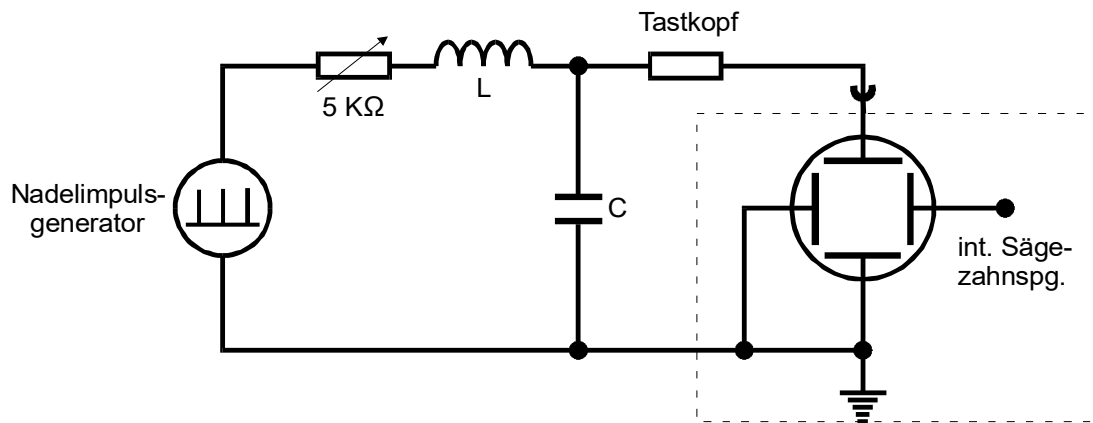 Tastkopf
5 KΩ
L
Nadelimpuls-
generator
C
int. Säge-
zahnspg.